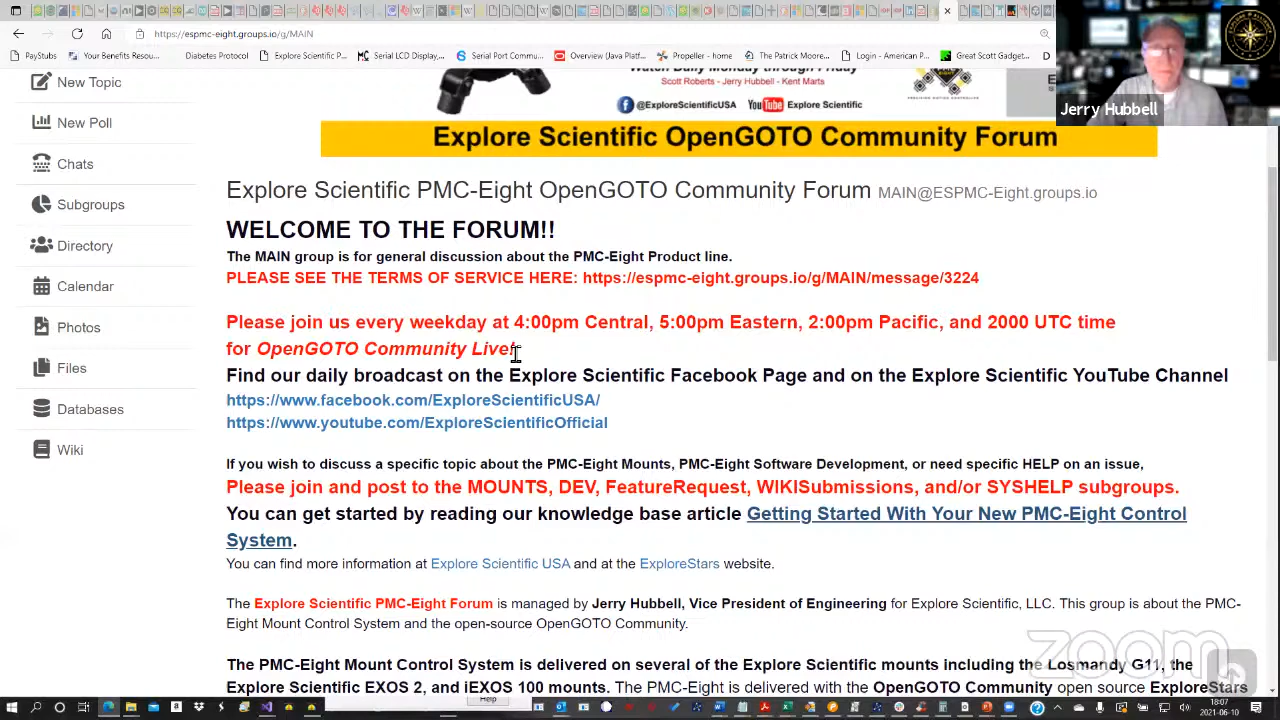 https://espmc-eight.groups.io/g/MAIN
PayStubs
Your Benefits Resou...
Diabetes Protocol
Explore Scientific P...
Serial LCD Display,...
Serial Port Commu...
Overview (API Batt...
Propeller - home
The Patrick Moore...
Login - American P...
Great Scott Gadget...
Watch Daily Monday through Friday
Scott Roberts - Jerry Hubbell - Kent Marts
@ExploreScientificUSA YouTube Explore Scientific
Jerry Hubbell
New Topic
New Poll
Chats
Subgroups
Directory
Calendar
Photos
Files
Databases
Wiki
Explore Scientific OpenGOTO Community Forum
Explore Scientific PMC-Eight OpenGOTO Community Forum MAIN@ESPMC-Eight.groups.io
WELCOME TO THE FORUM!!
The MAIN group is for general discussion about the PMC-Eight Product line.
PLEASE SEE THE TERMS OF SERVICE HERE: https://espmc-eight.groups.io/g/MAIN/message/3224
Please join us every weekday at 4:00pm Central, 5:00pm Eastern, 2:00pm Pacific, and 2000 UTC time
for OpenGOTO Community Live!
Find our daily broadcast on the Explore Scientific Facebook Page and on the Explore Scientific YouTube Channel
https://www.facebook.com/ExploreScientificUSA/
https://www.youtube.com/ExploreScientificOfficial
If you wish to discuss a specific topic about the PMC-Eight Mounts, PMC-Eight Software Development, or need specific HELP on an issue,
Please join and post to the MOUNTS, DEV, FeatureRequest, WIKISubmissions, and/or SYSHELP subgroups.
You can get started by reading our knowledge base article Getting Started With Your New PMC-Eight Control
System.
You can find more information at Explore Scientific USA and at the ExploreStars website.
The Explore Scientific PMC-Eight Forum is managed by Jerry Hubbell, Vice President of Engineering for Explore Scientific, LLC. This group is about the PMC-
Eight Mount Control System and the open-source OpenGOTO Community.
The PMC-Eight Mount Control System is delivered on several of the Explore Scientific mounts including the Losmandy G11, the
Explore Scientific EXOS 2, and iEXOS 100 mounts. The PMC-Eight is delivered with the OpenGOTO Community open source ExploreStars
zoom
Help
18:07
2021-06-10